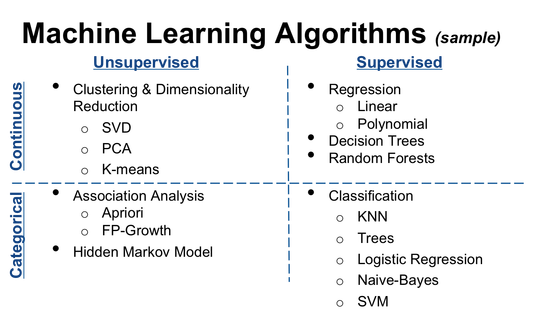 Machine Learning Algorithms (sample)
Unsupervised
Supervised
Continuous
• Clustering & Dimensionality
Reduction
o SVD
o PCA
o K-means
• Regression
o Linear
o Polynomial
• Decision Trees
• Random Forests
Categorical
• Association Analysis
o Apriori
o FP-Growth
• Hidden Markov Model
• Classification
o KNN
o Trees
o Logistic Regression
o Naive-Bayes
o SVM